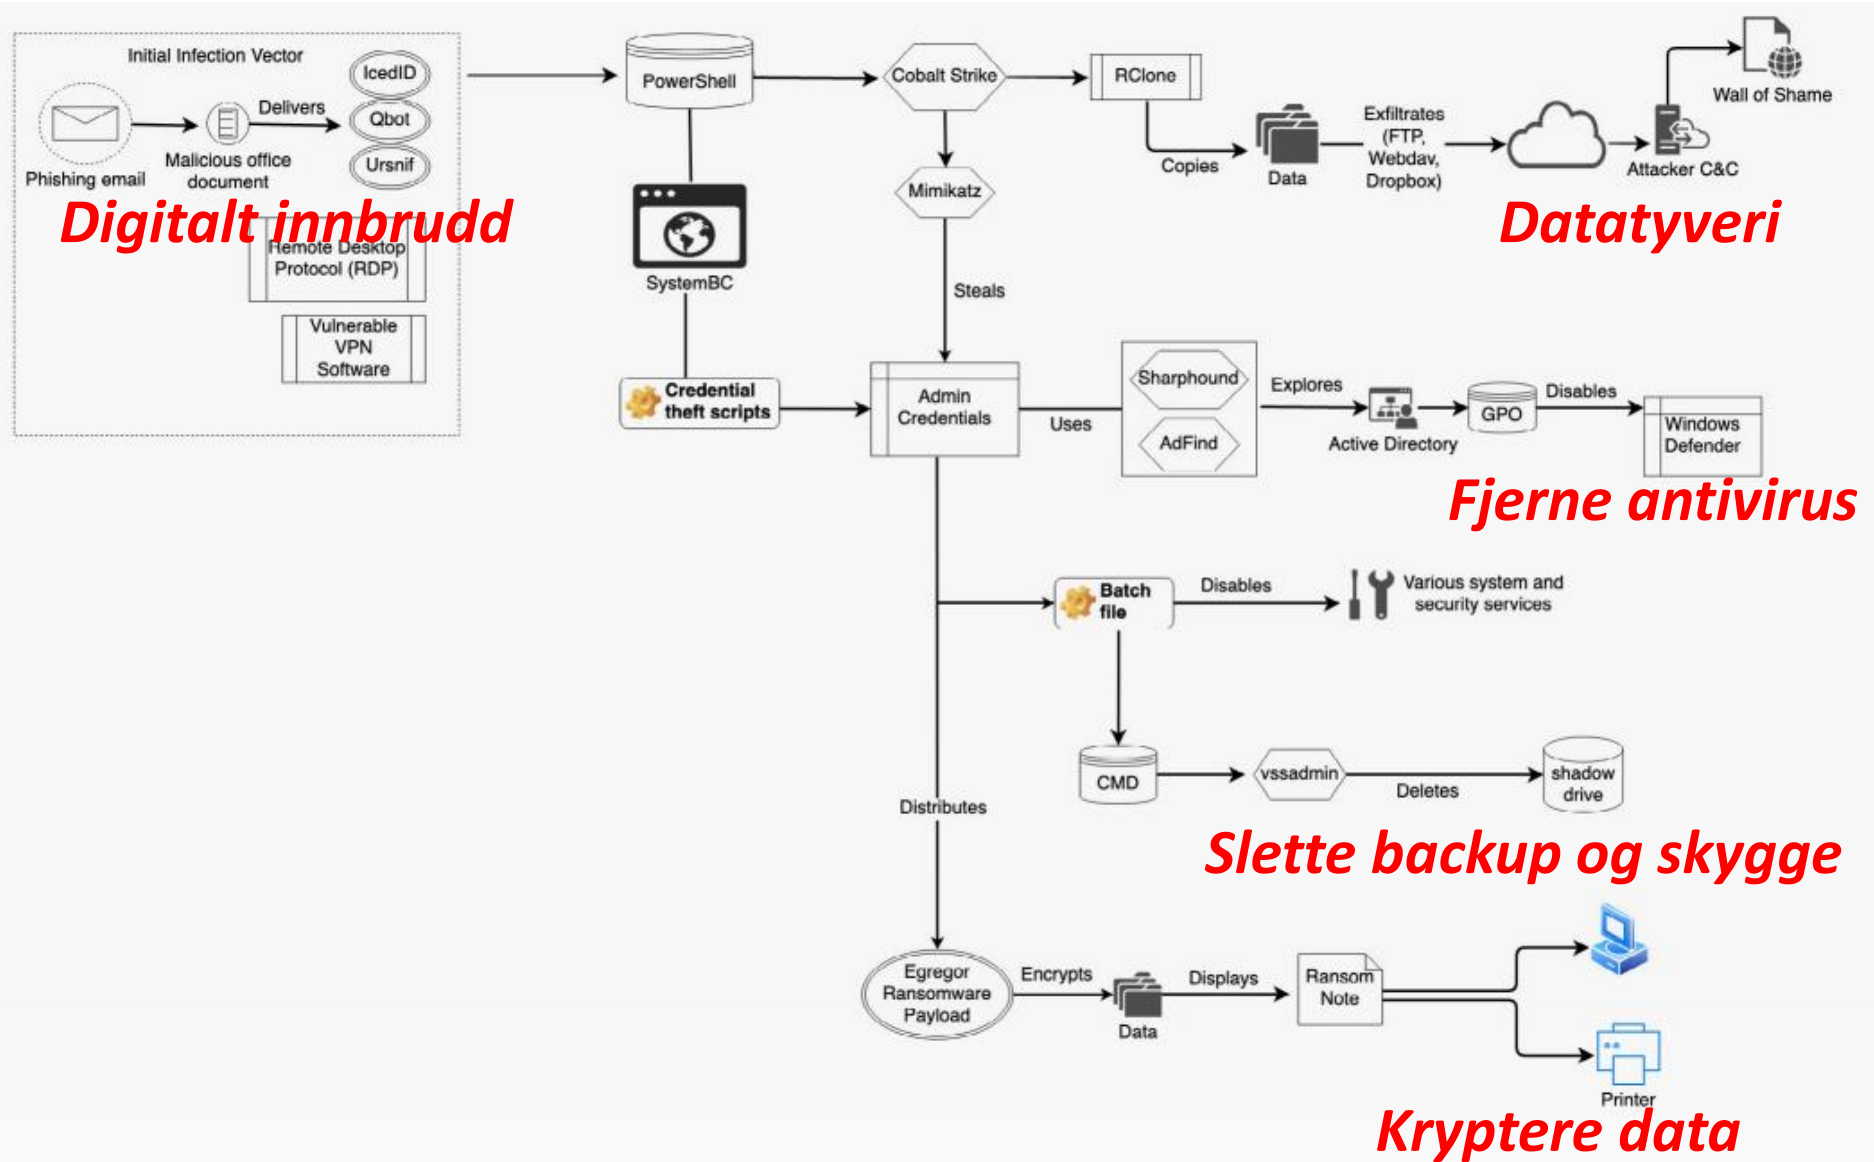 Initial Infection Vector
Phishing email
Malicious office
document
Delivers
IcedID
Qbot
Ursnif
Digitalt innbrudd
Remote Desktop
Protocol (RDP)
Vulnerable
VPN
Software
PowerShell
SystemBC
Credential
theft scripts
Cobalt Strike
Mimikatz
Steals
RClone
Copies
Data
Exfiltrates
(FTP,
Webdav,
Dropbox)
Attacker C&C
Wall of Shame
Datatyveri
Admin
Credentials
Uses
Sharphound
AdFind
Explores
Active Directory
GPO
Disables
Windows
Defender
Fjerne antivirus
Batch
file
Disables
Various system and
security services
CMD
vssadmin
Deletes
shadow
drive
Slette backup og skygge
Distributes
Egregor
Ransomware
Payload
Encrypts
Data
Displays
Ransom
Note
Printer
Kryptere data